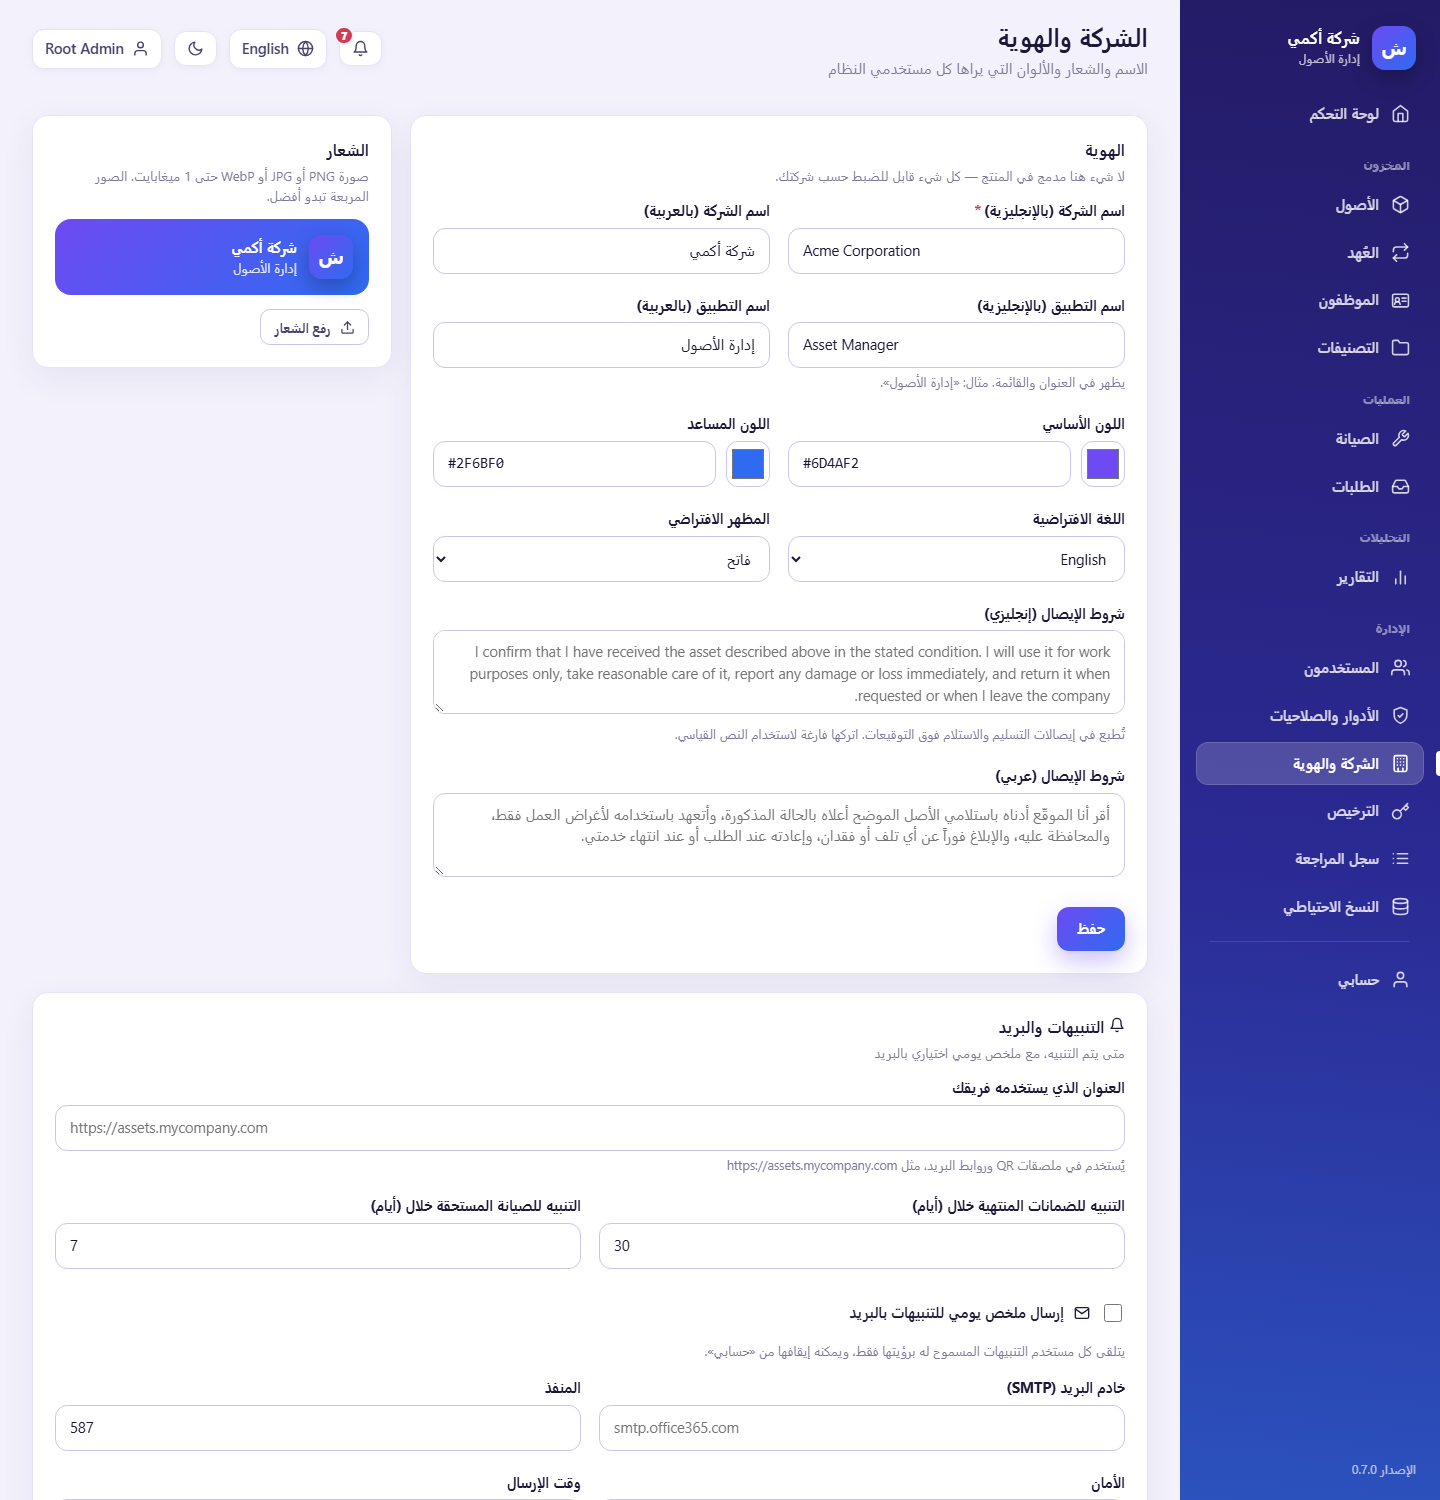 شركة أكمي
إدارة الأصول
لوحة التحكم
المخزون
الأصول
العُهد
الموظفون
التصنيفات
العمليات
الصيانة
الطلبات
التحليلات
التقارير
الإدارة
المستخدمون
الأدوار والصلاحيات
الشركة والهوية
الترخيص
سجل المراجعة
النسخ الاحتياطي
حسابي
الإصدار 0.7.0
الشركة والهوية
الاسم والشعار والألوان التي يراها كل مستخدمي النظام
7
English
Root Admin
الهوية
لا شيء هنا مدمج في المنتج — كل شيء قابل للضبط حسب شركتك.
اسم الشركة (بالإنجليزية) *
اسم الشركة (بالعربية)
Acme Corporation
شركة أكمي
اسم التطبيق (بالإنجليزية)
اسم التطبيق (بالعربية)
Asset Manager
إدارة الأصول
يظهر في العنوان والقائمة. مثال: «إدارة الأصول».
اللون الأساسي
اللون المساعد
#6D4AF2
#2F6BF0
اللغة الافتراضية
المظهر الافتراضي
English
فاتح
شروط الإيصال (إنجليزي)
I confirm that I have received the asset described above in the stated condition. I will use it for work
purposes only, take reasonable care of it, report any damage or loss immediately, and return it when
requested or when I leave the company.
تُطبع في إيصالات التسليم والاستلام فوق التوقيعات. اتركها فارغة لاستخدام النص القياسي.
شروط الإيصال (عربي)
أقر أنا الموقّع أدناه باستلامي الأصل الموضح أعلاه بالحالة المذكورة، وأتعهد باستخدامه لأغراض العمل فقط،
والمحافظة عليه، والإبلاغ فوراً عن أي تلف أو فقدان، وإعادته عند الطلب أو عند انتهاء خدمتي.
حفظ
الشعار
صورة PNG أو JPG أو WebP حتى 1 ميغابايت. الصور
المربعة تبدو أفضل.
ش
شركة أكمي
إدارة الأصول
رفع الشعار
التنبيهات والبريد
متى يتم التنبيه، مع ملخص يومي اختياري بالبريد
العنوان الذي يستخدمه فريقك
https://assets.mycompany.com
يُستخدم في ملصقات QR وروابط البريد، مثل https://assets.mycompany.com
التنبيه للضمانات المنتهية خلال (أيام)
التنبيه للصيانة المستحقة خلال (أيام)
30
7
إرسال ملخص يومي للتنبيهات بالبريد
يتلقى كل مستخدم التنبيهات المسموح له برؤيتها فقط، ويمكنه إيقافها من «حسابي».
خادم البريد (SMTP)
المنفذ
smtp.office365.com
587
الأمان
وقت الإرسال